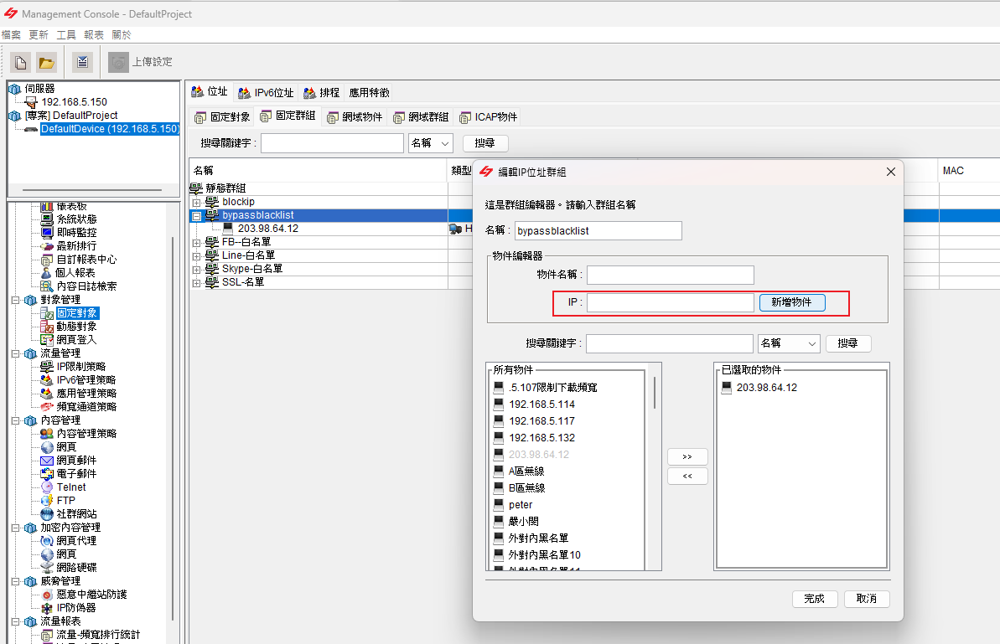 Management Console - DefaultProject
檔案 更新 工具 報表 關於
上傳設定
伺服器
192.168.5.150
[專案] DefaultProject
DefaultDevice (192.168.5.150)
儀表板
系統狀態
即時監控
最新排行
自訂報表中心
個人報表
內容日誌檢索
對象管理
固定對象
動態對象
網頁登入
流量管理
IP限制策略
IPv6管理策略
應用管理策略
頻寬通道策略
內容管理
內容管理策略
網頁
網頁郵件
電子郵件
Telnet
FTP
社群網站
加密內容管理
網頁代理
網頁
網路硬碟
威脅管理
惡意中繼站防護
IP防偽器
流量報表
流量-頻寬排行統計
位址 IPv6位址 排程 應用特徵
固定對象 固定群組 網域物件 網域群組 ICAP物件
搜尋關鍵字 : 名稱 搜尋
名稱 類型 MAC
靜態群組
blockip
bypassblacklist
203.98.64.12 H
FB--白名單
Line-白名單
Skype-白名單
SSL-名單
編輯IP位址群組
這是群組編輯器。請輸入群組名稱
名稱 : bypassblacklist
物件編輯器
物件名稱 :
IP : 新增物件
搜尋關鍵字 : 名稱 搜尋
所有物件
.5.107限制下載頻寬
192.168.5.114
192.168.5.117
192.168.5.132
203.98.64.12
A區無線
B區無線
peter
嚴小閔
外對內黑名單
外對內黑名單10
外對內黑名單11
>>
<<
已選取的物件
203.98.64.12
完成 取消